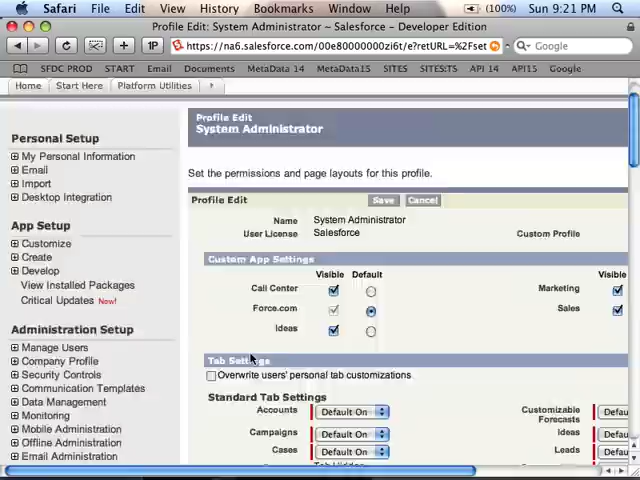 Safari File Edit View History Bookmarks Window Help (100%) Sun 9:21 PM
Profile Edit: System Administrator ~ Salesforce - Developer Edition
1P https://na6.salesforce.com/00e80000000zi6t/e?retURL=%2Fset Google
SFDC PROD START Email Documents MetaData 14 MetaData15 SITES SITES:TS API 14 API15 Google
Home Start Here Platform Utilities
Profile Edit
System Administrator
Set the permissions and page layouts for this profile.
Personal Setup
My Personal Information
Email
Import
Desktop Integration
App Setup
Customize
Create
Develop
View Installed Packages
Critical Updates New!
Administration Setup
Manage Users
Company Profile
Security Controls
Communication Templates
Data Management
Monitoring
Mobile Administration
Offline Administration
Email Administration
Profile Edit Save Cancel
Name System Administrator
User License Salesforce Custom Profile
Custom App Settings
Visible Default Visible
Call Center Marketing
Force.com Sales
Ideas
Tab Settings
Overwrite users' personal tab customizations
Standard Tab Settings
Accounts Default On Customizable Forecasts Defau
Campaigns Default On Ideas Defau
Cases Default On Leads Defau
Tab Hidden